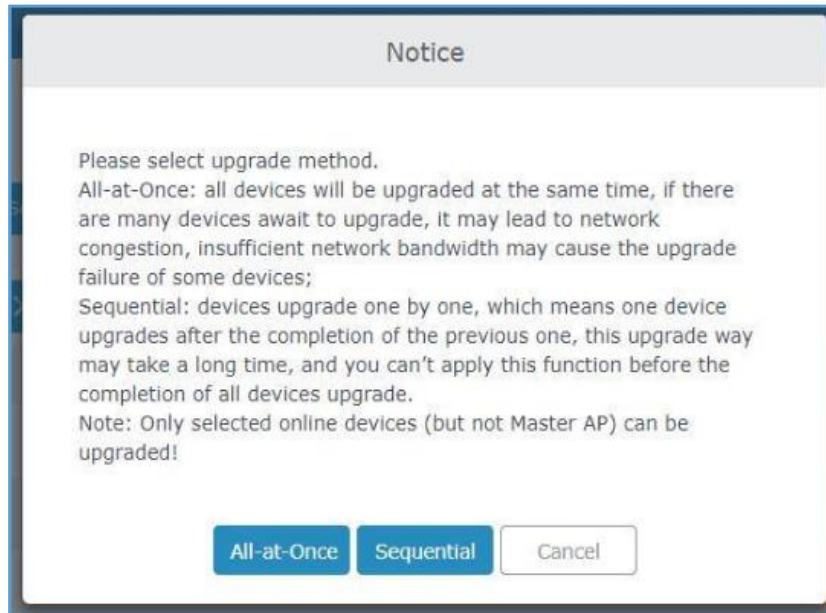 Notice
Please select upgrade method.
All-at-Once: all devices will be upgraded at the same time, if there
are many devices await to upgrade, it may lead to network
congestion, insufficient network bandwidth may cause the upgrade
failure of some devices;
Sequential: devices upgrade one by one, which means one device
upgrades after the completion of the previous one, this upgrade way
may take a long time, and you can’t apply this function before the
completion of all devices upgrade.
Note: Only selected online devices (but not Master AP) can be
upgraded!
All-at-Once Sequential Cancel